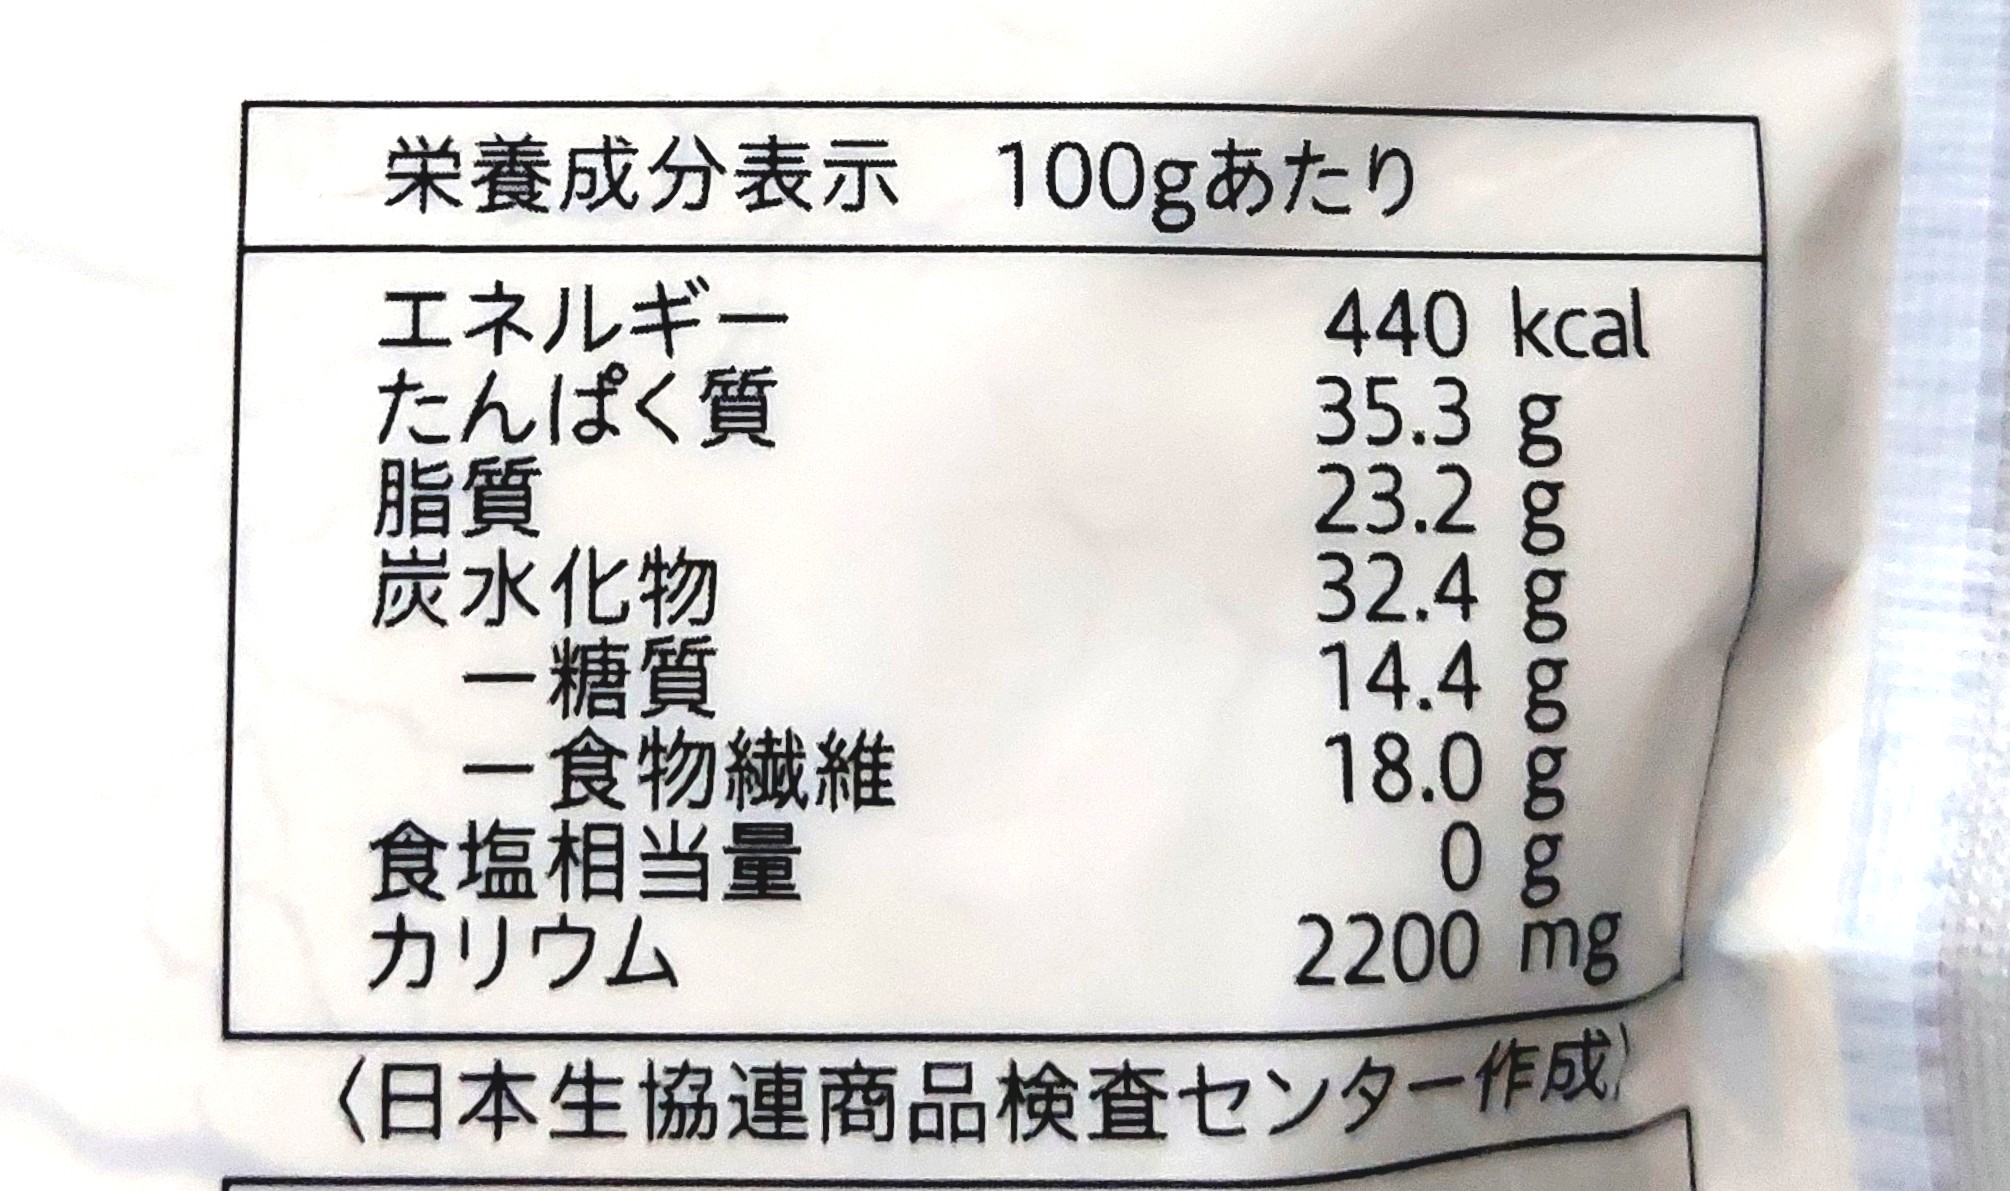 栄養成分表示 100gあたり
エネルギー 440 kcal
たんぱく質 35.3 g
脂質 23.2 g
炭水化物 32.4 g
ー糖質 14.4 g
ー食物繊維 18.0 g
食塩相当量 0 g
カリウム 2200 mg
〈日本生協連商品検査センター作成〉